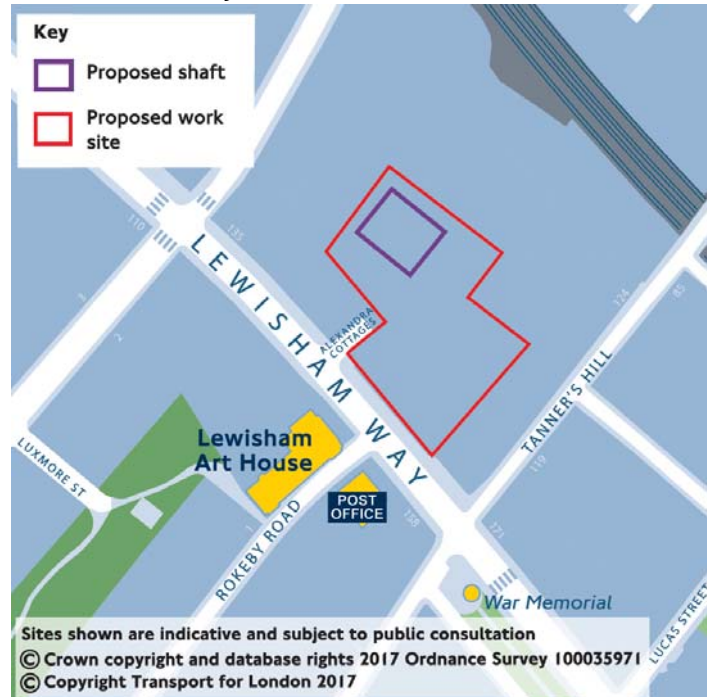 Key
Proposed shaft
Proposed work
site
110
135
LEWISHAM WAY
ALEXANDRA
COTTAGES
2
124
85
TANNER'S HILL
119
Lewisham
Art House
LUXMORE ST
POST
OFFICE
1
ROKEBY ROAD
158
171
War Memorial
LUCAS STREET
Sites shown are indicative and subject to public consultation
© Crown copyright and database rights 2017 Ordnance Survey 100035971
© Copyright Transport for London 2017